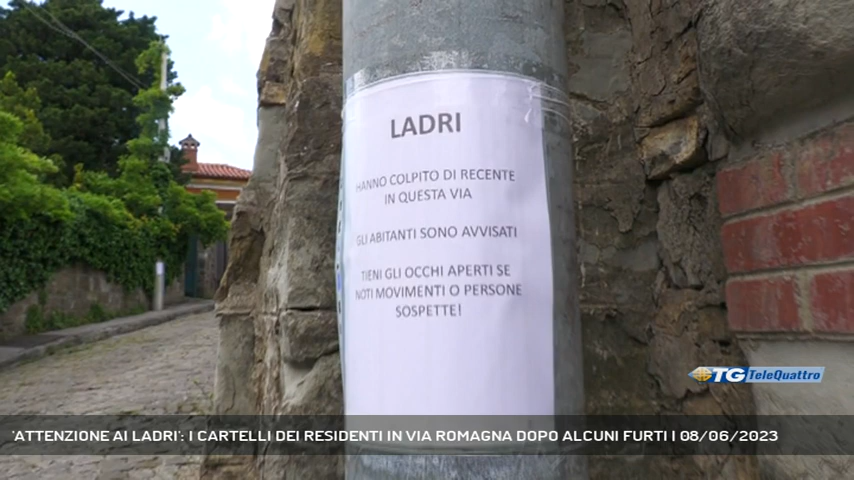 LADRI
HANNO COLPITO DI RECENTE
IN QUESTA VIA
GLI ABITANTI SONO AVVISATI
TIENI GLI OCCHI APERTI SE
NOTI MOVIMENTI O PERSONE
SOSPETTE!
TG TeleQuattro
'ATTENZIONE AI LADRI': I CARTELLI DEI RESIDENTI IN VIA ROMAGNA DOPO ALCUNI FURTI | 08/06/2023